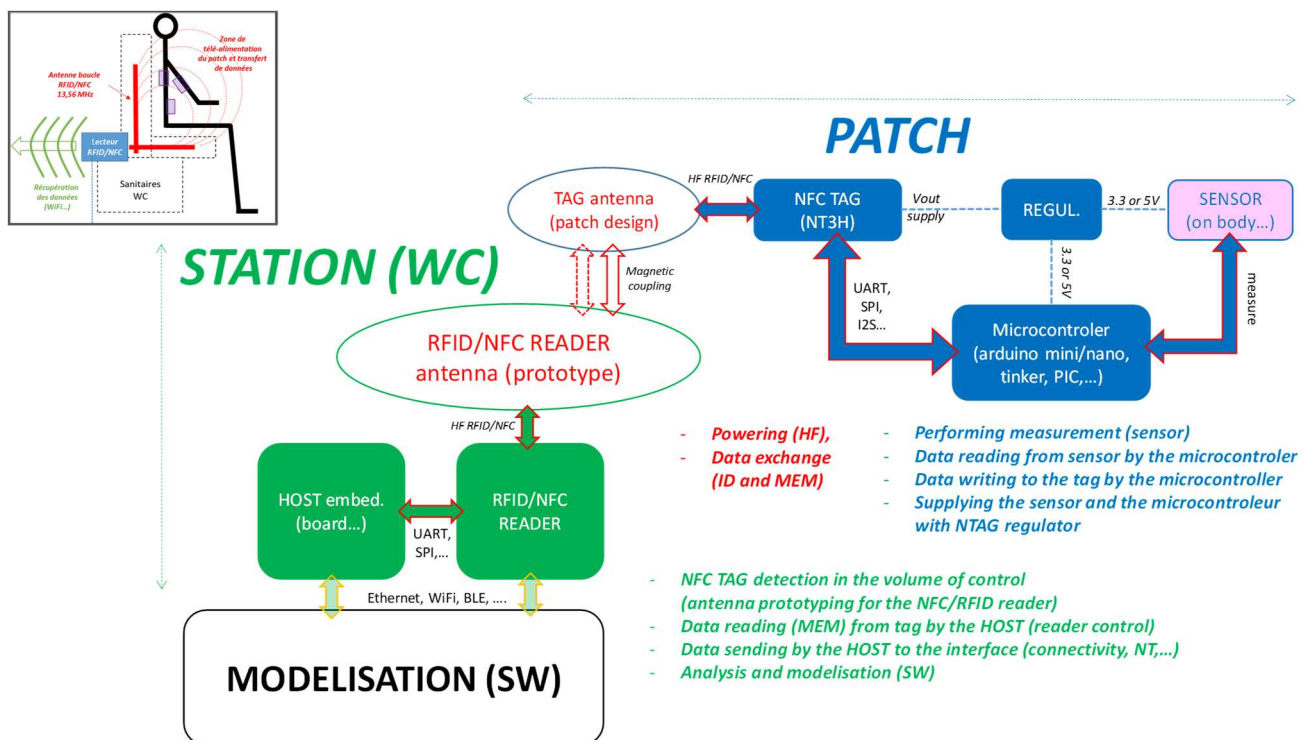 Zone de
télé-alimentation
du patch et transfert
de données
Antenne boucle
RFID/NFC
13,56 MHz
Lecteur
RFID/NFC
Récupération
des données
(WiFi...)
Sanitaires
WC
PATCH
STATION (WC)
TAG antenna
(patch design)
HF RFID/NFC
NFC TAG
(NT3H)
Vout
supply
REGUL.
3.3 or 5V
SENSOR
(on body...)
Magnetic
coupling
UART,
SPI,
I2S...
3.3 or 5V
measure
Microcontroler
(arduino mini/nano,
tinker, PIC,...)
RFID/NFC READER
antenna (prototype)
HF RFID/NFC
HOST embed.
(board...)
UART,
SPI,...
RFID/NFC
READER
Ethernet, WiFi, BLE, ....
MODELISATION (SW)
- Powering (HF),
- Data exchange
(ID and MEM)
- Performing measurement (sensor)
- Data reading from sensor by the microcontroler
- Data writing to the tag by the microcontroller
- Supplying the sensor and the microcontroleur
with NTAG regulator
- NFC TAG detection in the volume of control
(antenna prototyping for the NFC/RFID reader)
- Data reading (MEM) from tag by the HOST (reader control)
- Data sending by the HOST to the interface (connectivity, NT,...)
- Analysis and modelisation (SW)